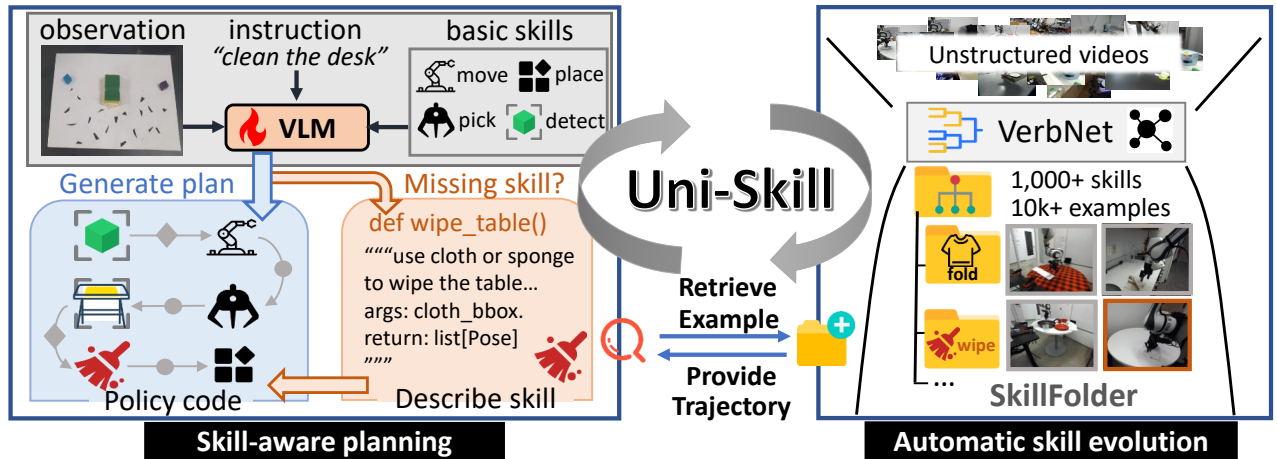 observation
instruction
"clean the desk"
basic skills
move
place
pick
detect
VLM
Generate plan
Missing skill?
def wipe_table()
"""use cloth or sponge
to wipe the table...
args: cloth_bbox.
return: list[Pose]
"""
Policy code
Describe skill
Skill-aware planning
Uni-Skill
Retrieve
Example
Provide
Trajectory
Unstructured videos
VerbNet
1,000+ skills
10k+ examples
fold
wipe
...
SkillFolder
Automatic skill evolution